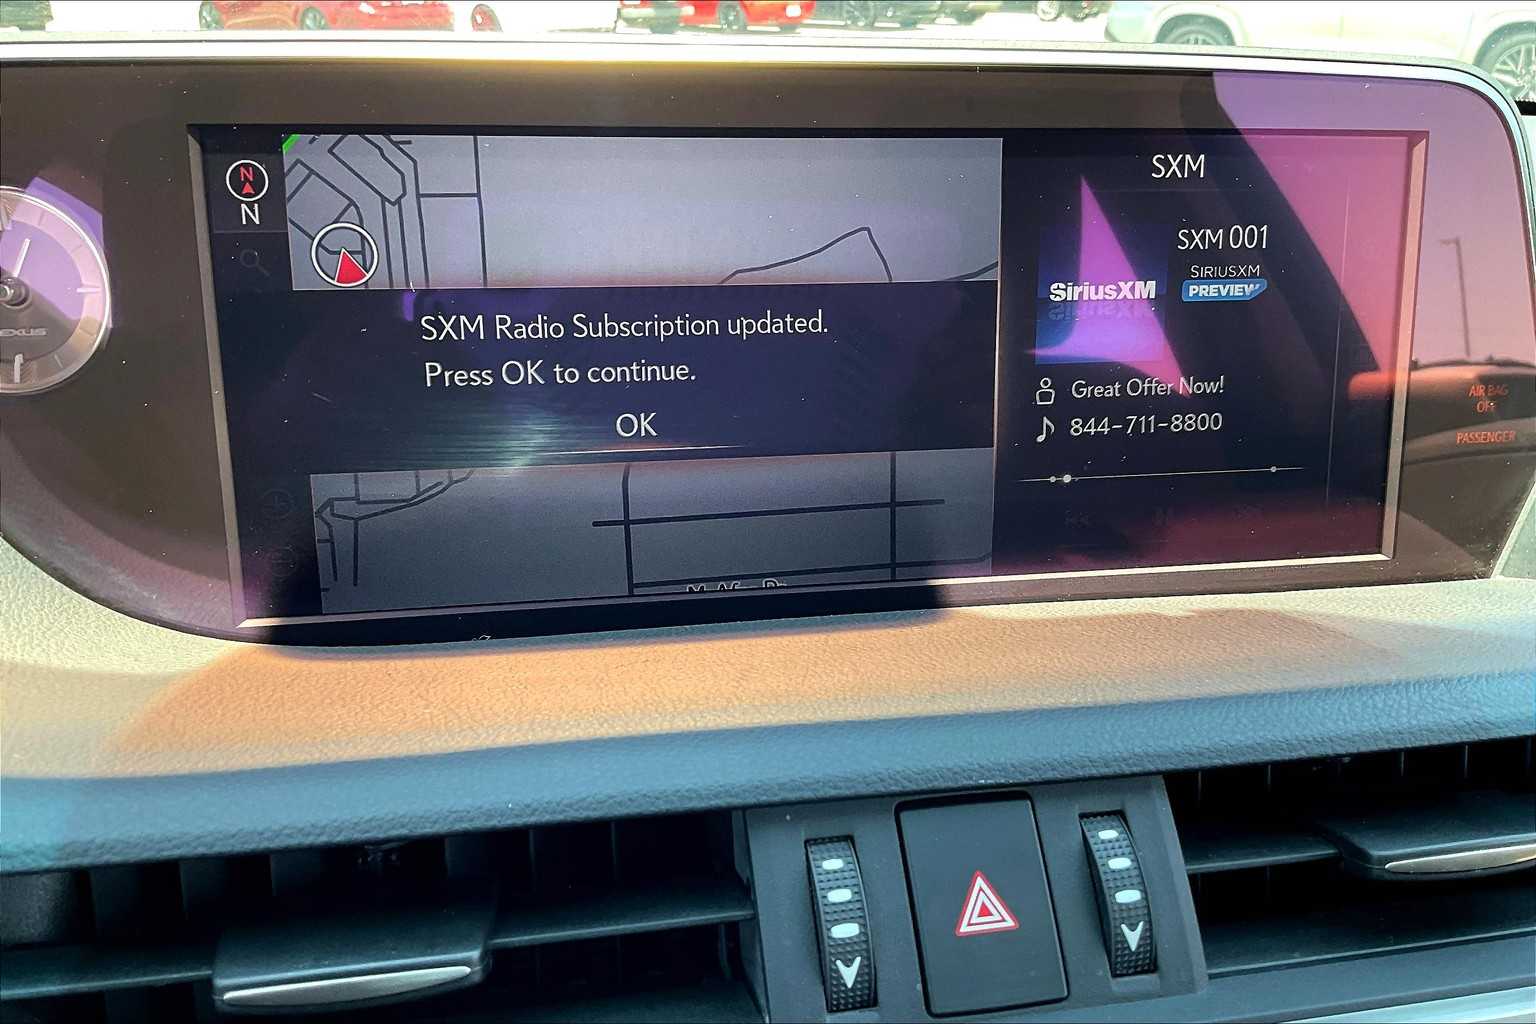 N
N
SXM
SXM 001
SIRIUSXM
PREVIEW
SiriusXM
SXM Radio Subscription updated.
Press OK to continue.
OK
Great Offer Now!
844-711-8800
AIR BAG
OFF
PASSENGER